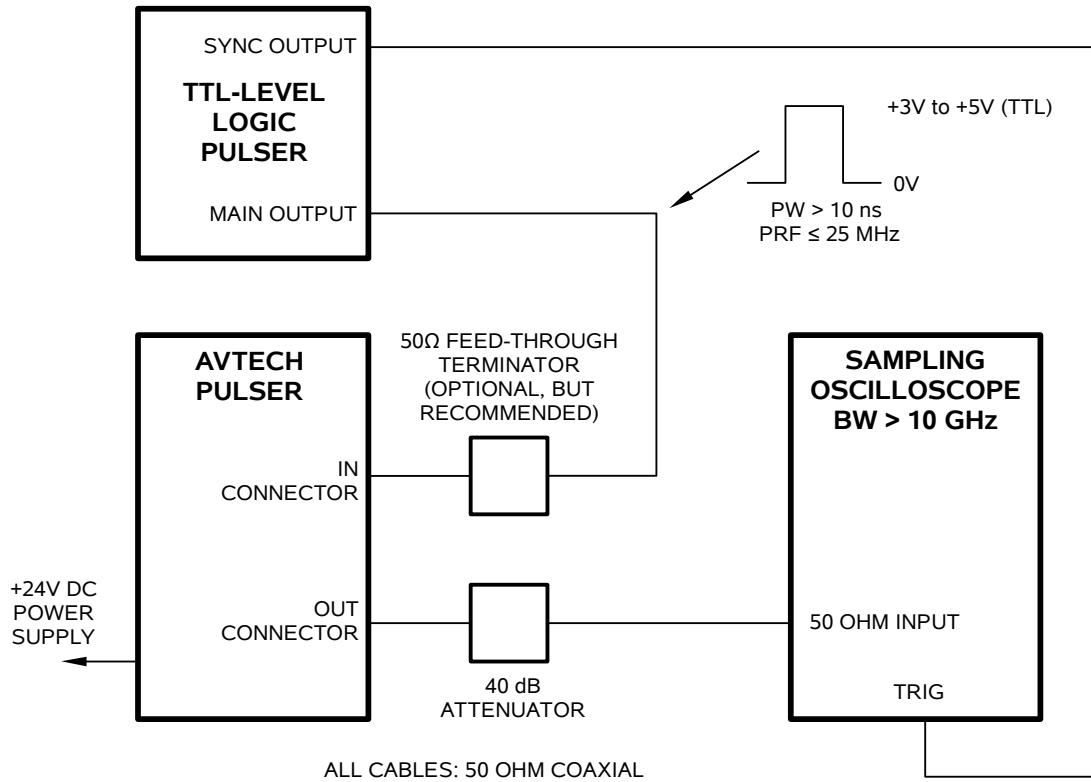 SYNC OUTPUT
TTL-LEVEL
LOGIC
PULSER
MAIN OUTPUT
+3V to +5V (TTL)
0V
PW > 10 ns
PRF ≤ 25 MHz
AVTECH
PULSER
IN
CONNECTOR
OUT
CONNECTOR
50Ω FEED-THROUGH
TERMINATOR
(OPTIONAL, BUT
RECOMMENDED)
SAMPLING
OSCILLOSCOPE
BW > 10 GHz
50 OHM INPUT
TRIG
+24V DC
POWER
SUPPLY
40 dB
ATTENUATOR
ALL CABLES: 50 OHM COAXIAL